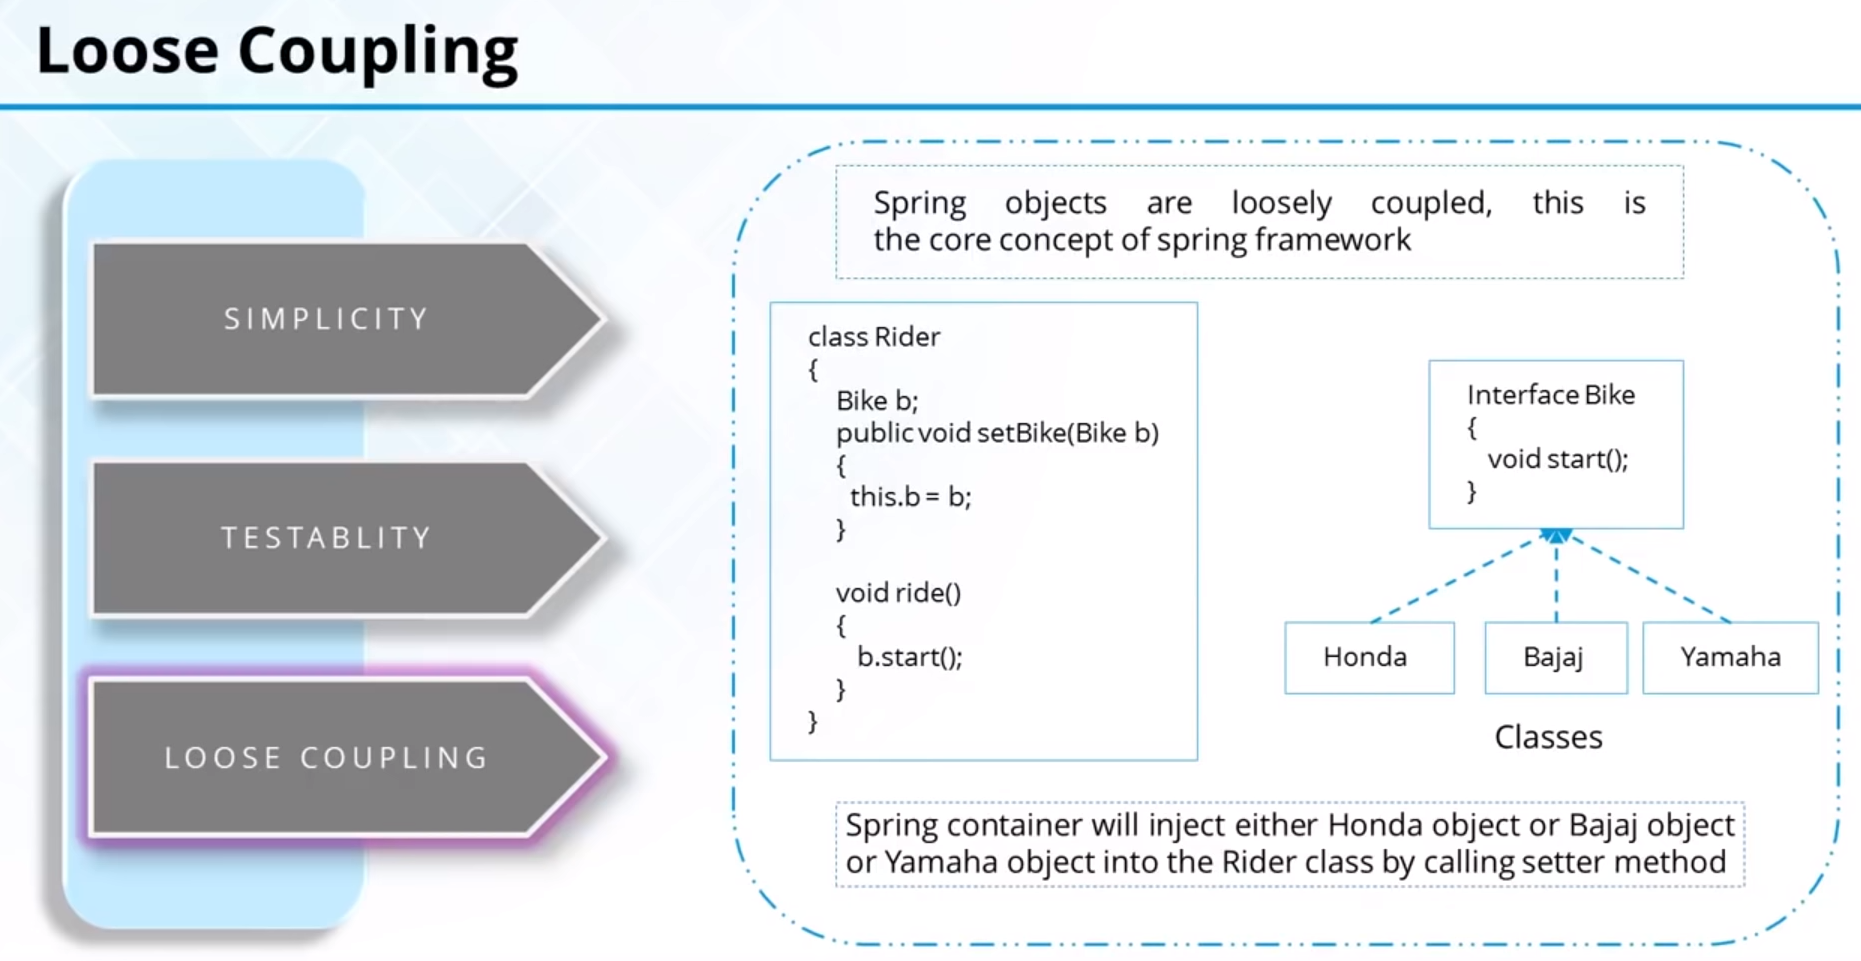 Loose Coupling
SIMPLICITY
TESTABLITY
LOOSE COUPLING
Spring objects are loosely coupled, this is
the core concept of spring framework
class Rider
{
Bike b;
public void setBike(Bike b)
{
this.b = b;
}
void ride()
{
b.start();
}
}
Interface Bike
{
void start();
}
Honda
Bajaj
Yamaha
Classes
Spring container will inject either Honda object or Bajaj object
or Yamaha object into the Rider class by calling setter method